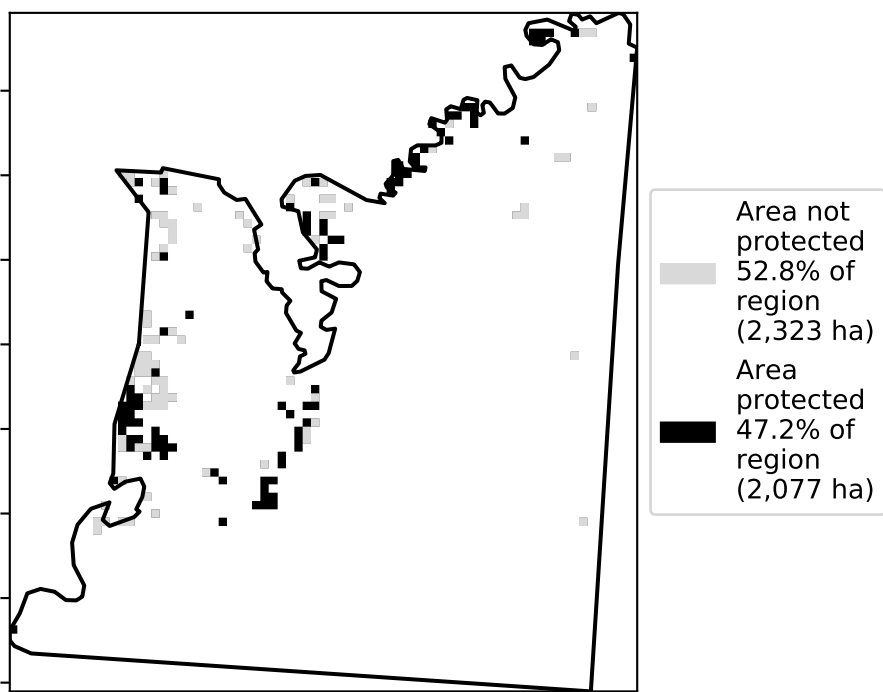 Area not
protected
52.8% of
region
(2,323 ha)
Area
protected
47.2% of
region
(2,077 ha)